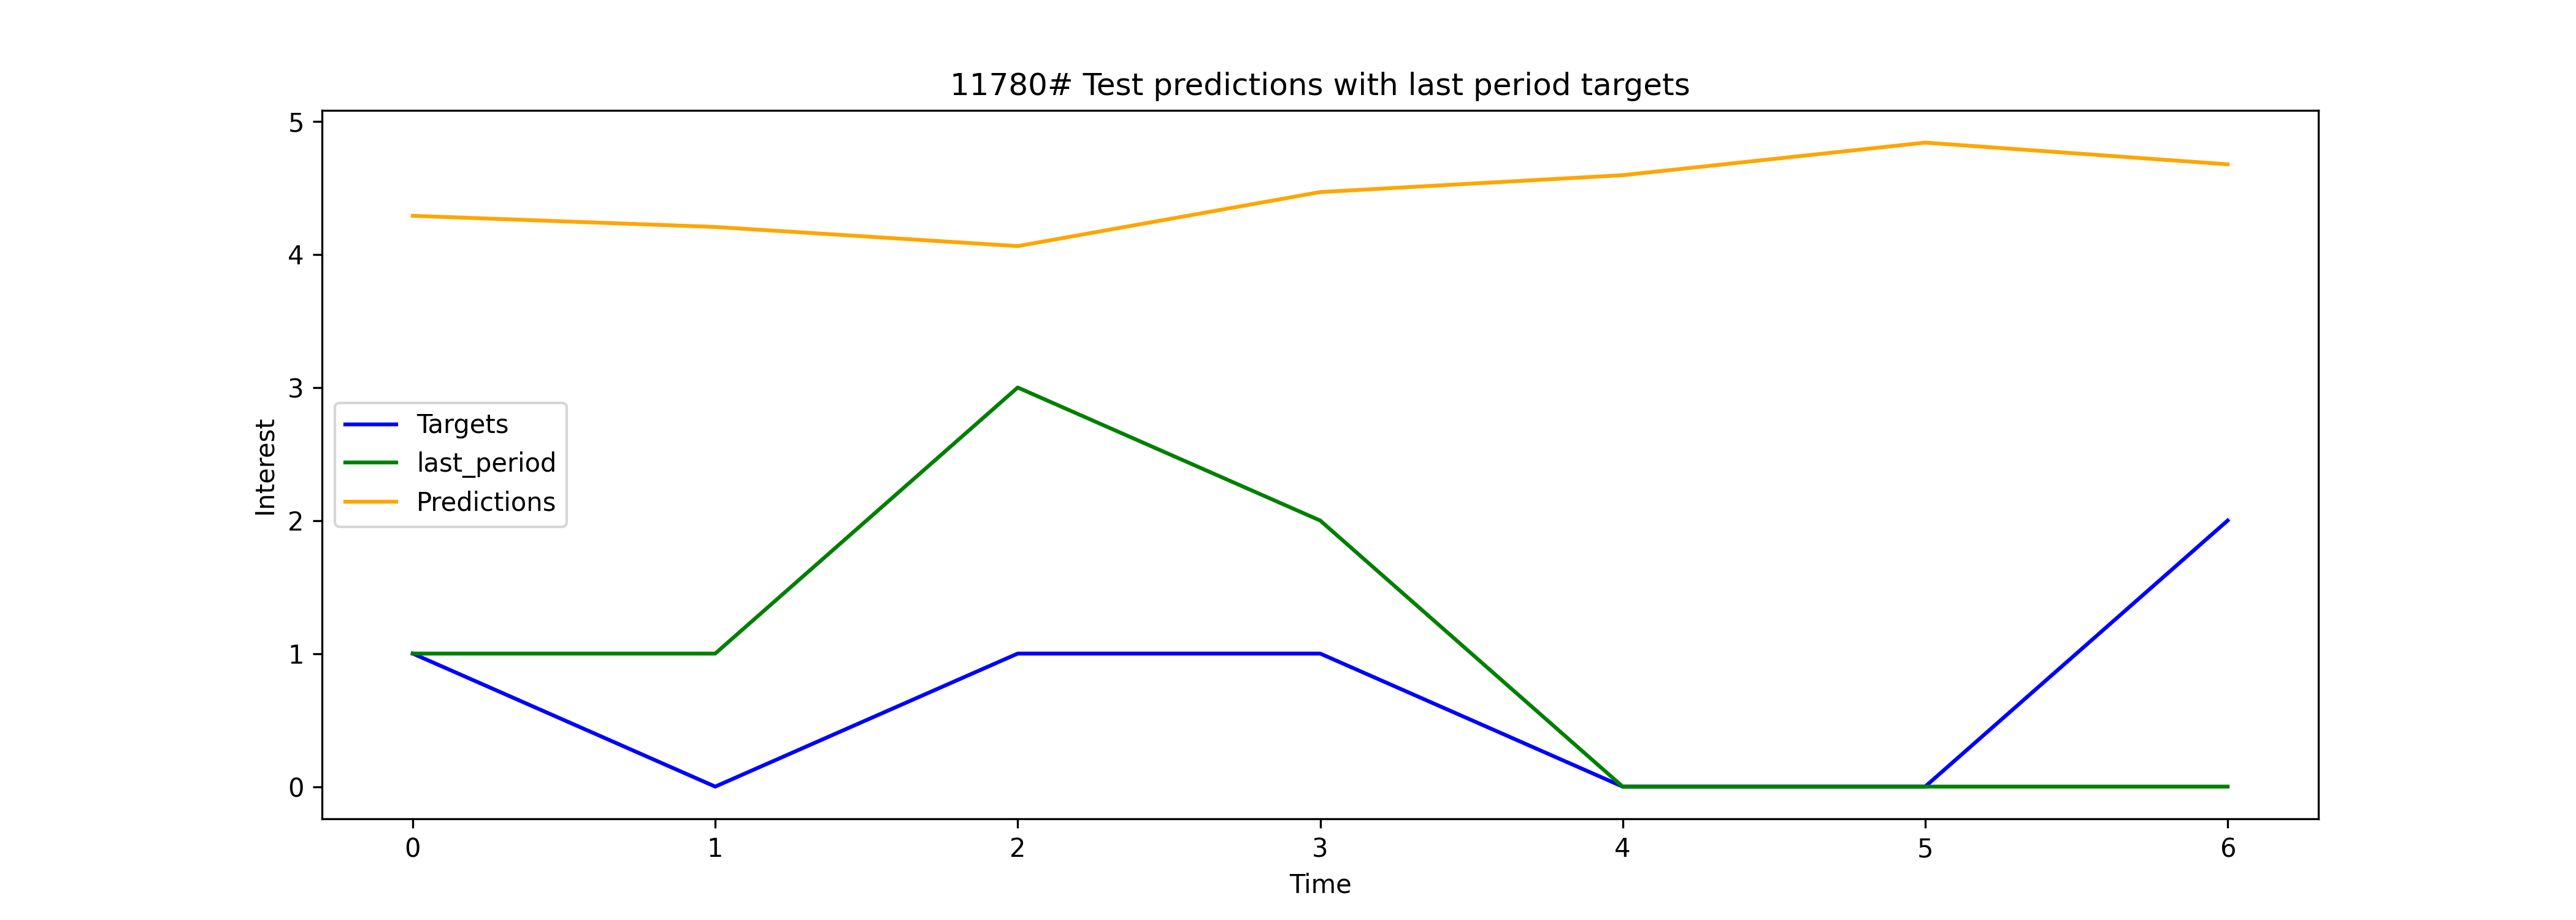 11780# Test predictions with last period targets
5
4
3
2
1
0
Interest
Targets
last_period
Predictions
0 1 2 3 4 5 6
Time